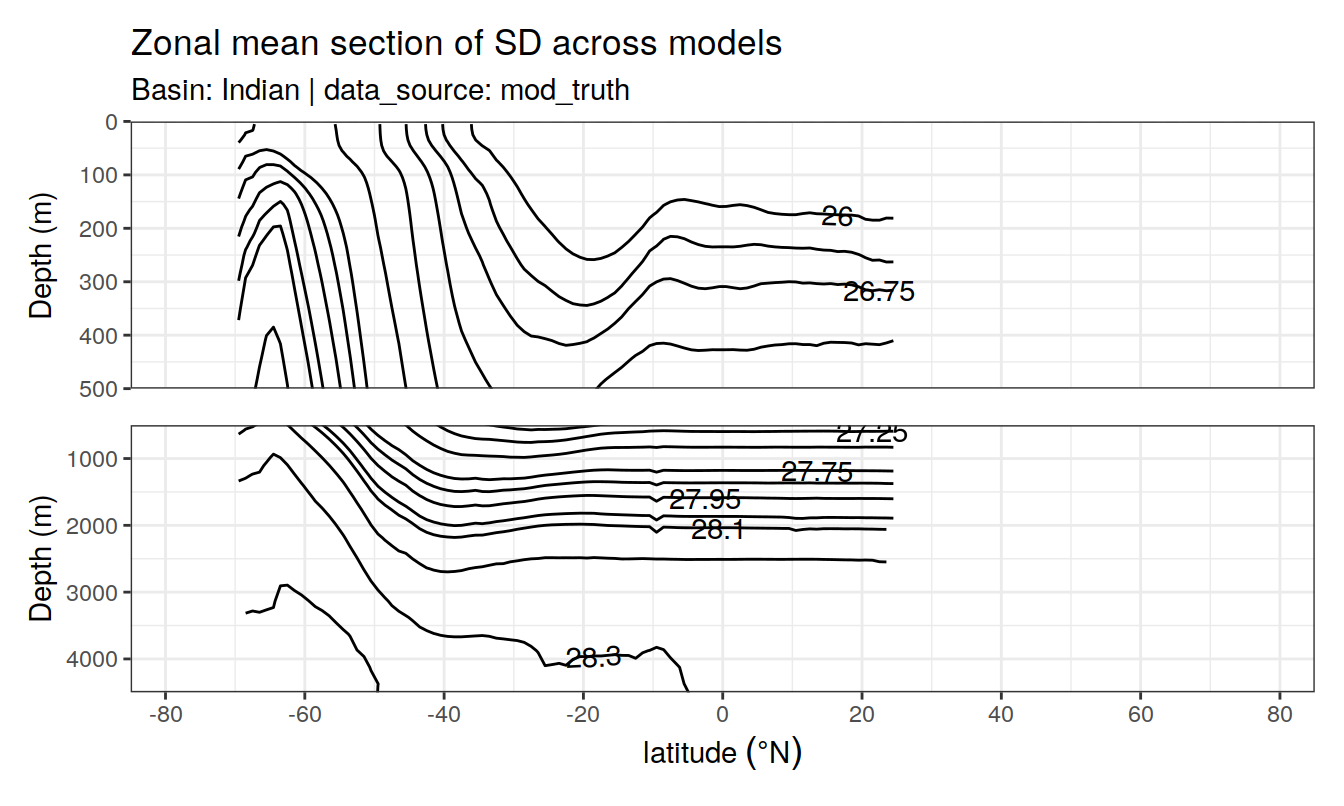 Zonal mean section of SD across models
Basin: Indian | data_source: mod_truth
Depth (m)
0
100
200
300
400
500
26
26.75
Depth (m)
1000
2000
3000
4000
27.25
27.75
27.95
28.1
28.3
-80 -60 -40 -20 0 20 40 60 80
latitude (°N)